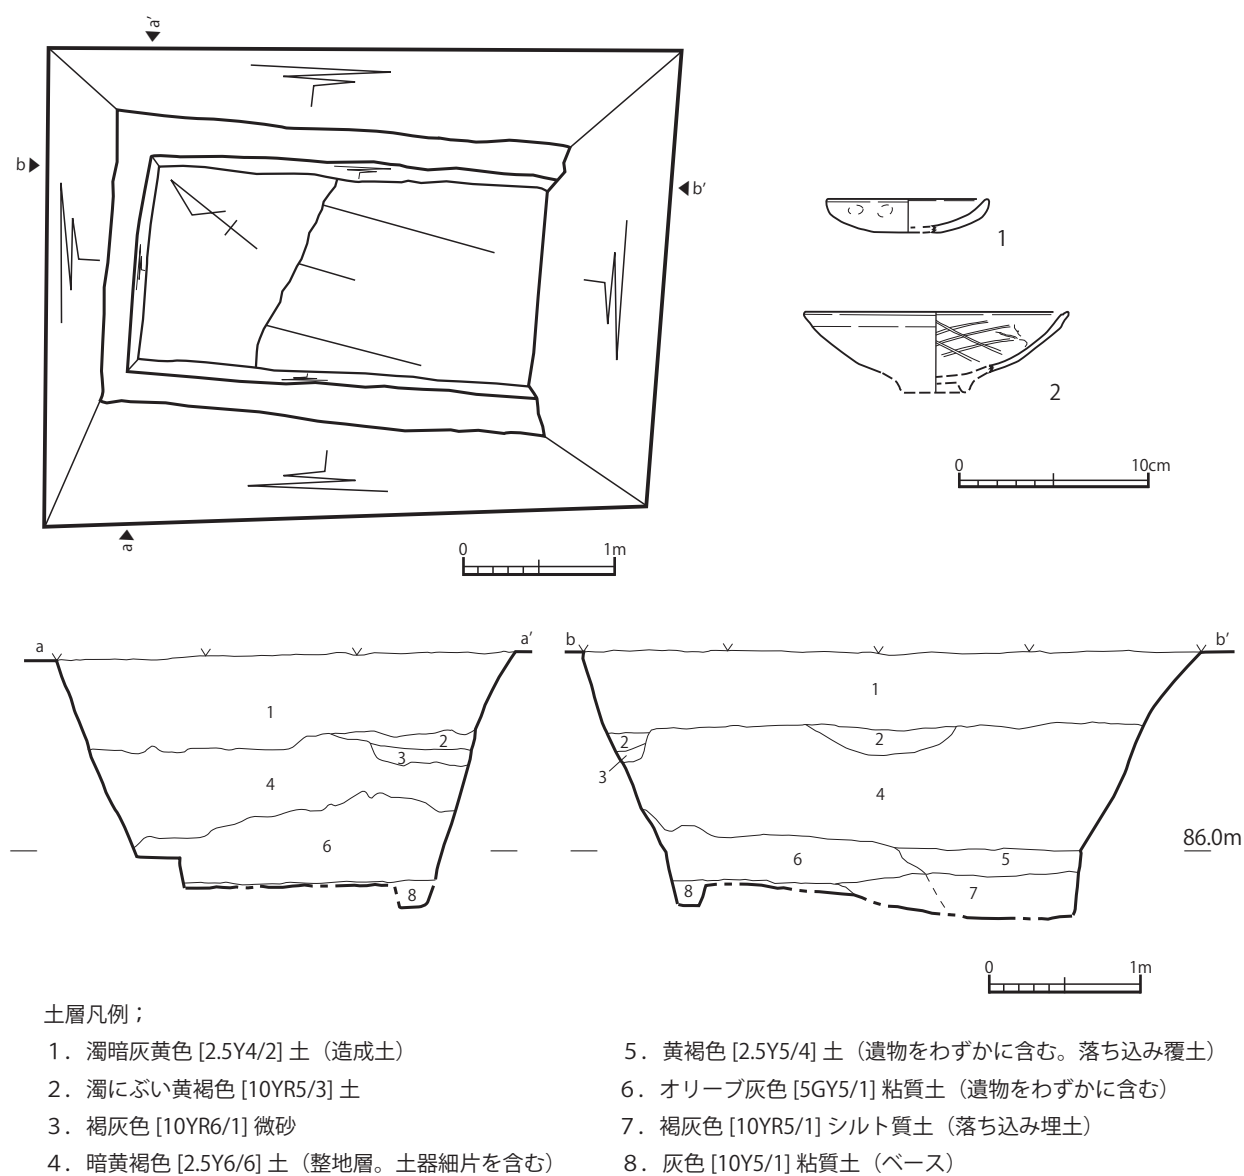 a′
b
b′
a
0 1m
1
2
0 10cm
a a′
1
2
3
4
6
8
b b′
1
2
2
3
4
6
5
8
7
86.0m
0 1m
土層凡例；
１．濁暗灰黄色 [2.5Y4/2] 土（造成土）
２．濁にぶい黄褐色 [10YR5/3] 土
３．褐灰色 [10YR6/1] 微砂
４．暗黄褐色 [2.5Y6/6] 土（整地層。土器細片を含む）
５．黄褐色 [2.5Y5/4] 土（遺物をわずかに含む。落ち込み覆土）
６．オリーブ灰色 [5GY5/1] 粘質土（遺物をわずかに含む）
７．褐灰色 [10YR5/1] シルト質土（落ち込み埋土）
８．灰色 [10Y5/1] 粘質土（ベース）